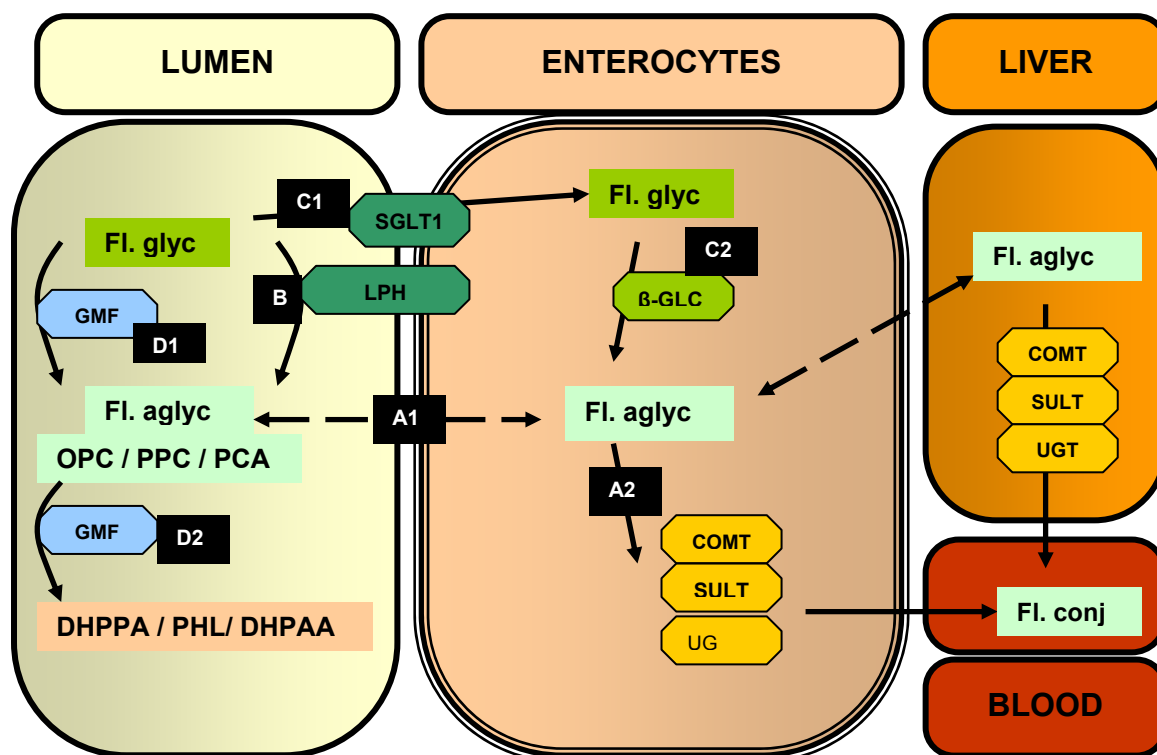 LUMEN
ENTEROCYTES
LIVER
C1
SGLT1
Fl. glyc
Fl. glyc
C2
Fl. aglyc
B
LPH
ß-GLC
GMF
D1
COMT
SULT
UGT
Fl. aglyc
A1
Fl. aglyc
OPC / PPC / PCA
A2
GMF
D2
COMT
SULT
UG
Fl. conj
DHPPA / PHL/ DHPAA
BLOOD